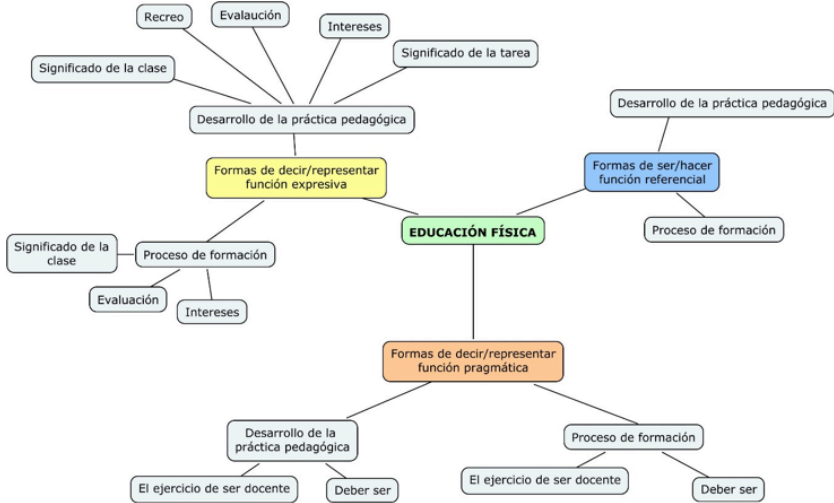 Recreo
Evalaución
Intereses
Significado de la tarea
Significado de la clase
Desarrollo de la práctica pedagógica
Desarrollo de la práctica pedagógica
Formas de decir/representar
función expresiva
Formas de ser/hacer
función referencial
EDUCACIÓN FÍSICA
Proceso de formación
Significado de la
clase
Proceso de formación
Evaluación
Intereses
Formas de decir/representar
función pragmática
Desarrollo de la
práctica pedagógica
Proceso de formación
El ejercicio de ser docente
Deber ser
El ejercicio de ser docente
Deber ser